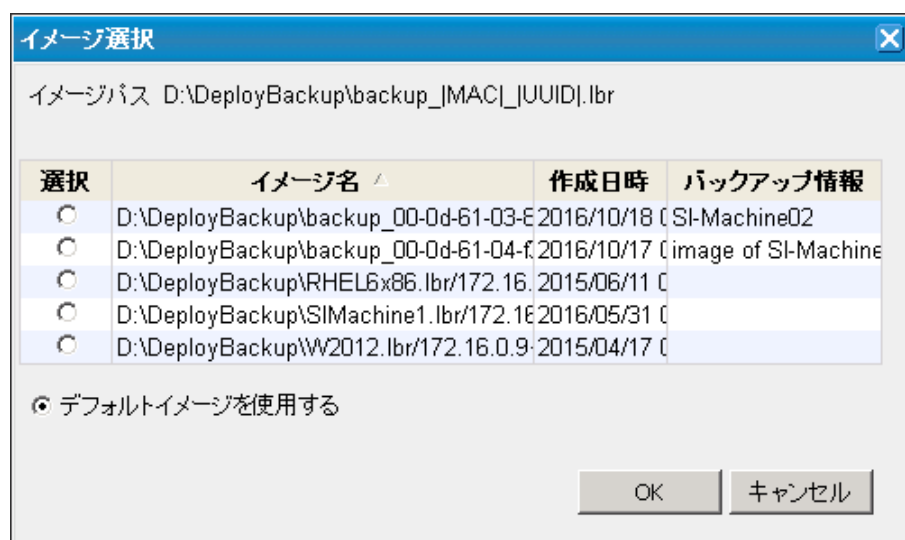 イメージ選択
イメージパス D:\DeployBackup\backup_|MAC|_|UUID|.lbr
選択 イメージ名 作成日時 バックアップ情報
D:\DeployBackup\backup_00-0d-61-03- 2016/10/18 SI-Machine02
D:\DeployBackup\backup_00-0d-61-04- 2016/10/17 image of SI-Machine
D:\DeployBackup\RHEL6x86.lbr/172.16. 2015/06/11
D:\DeployBackup\SIMachine1.lbr/172.16 2016/05/31
D:\DeployBackup\W2012.lbr/172.16.0.9- 2015/04/17
デフォルトイメージを使用する
OK キャンセル